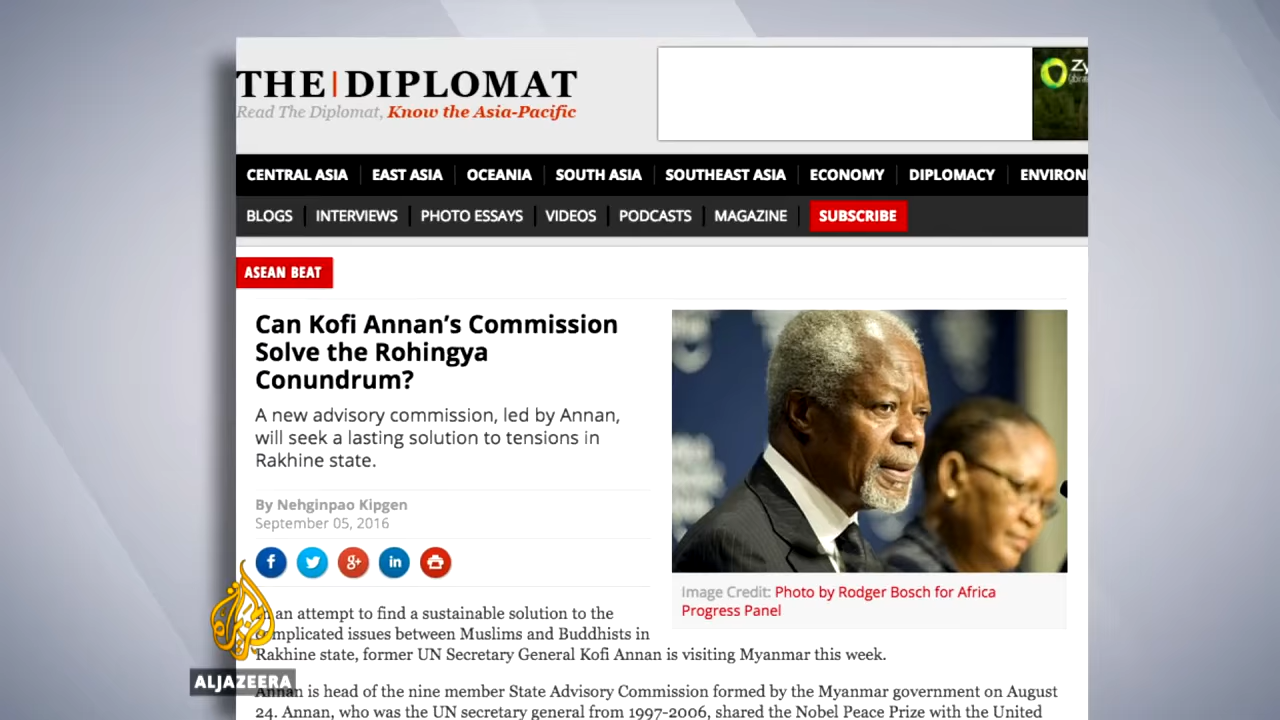 THE|DIPLOMAT
Read The Diplomat, Know the Asia-Pacific
CENTRAL ASIA EAST ASIA OCEANIA SOUTH ASIA SOUTHEAST ASIA ECONOMY DIPLOMACY
BLOGS INTERVIEWS PHOTO ESSAYS VIDEOS PODCASTS MAGAZINE SUBSCRIBE
ASEAN BEAT
Can Kofi Annan's Commission
Solve the Rohingya
Conundrum?
A new advisory commission, led by Annan,
will seek a lasting solution to tensions in
Rakhine state.
By Nehginpao Kipgen
September 05, 2016
f g+ in
Image Credit: Photo by Rodger Bosch for Africa
Progress Panel
In an attempt to find a sustainable solution to the
complicated issues between Muslims and Buddhists in
Rakhine state, former UN Secretary General Kofi Annan is visiting Myanmar this week.
Annan is head of the nine member State Advisory Commission formed by the Myanmar government on August
24. Annan, who was the UN secretary general from 1997-2006, shared the Nobel Peace Prize with the United
ALJAZEERA